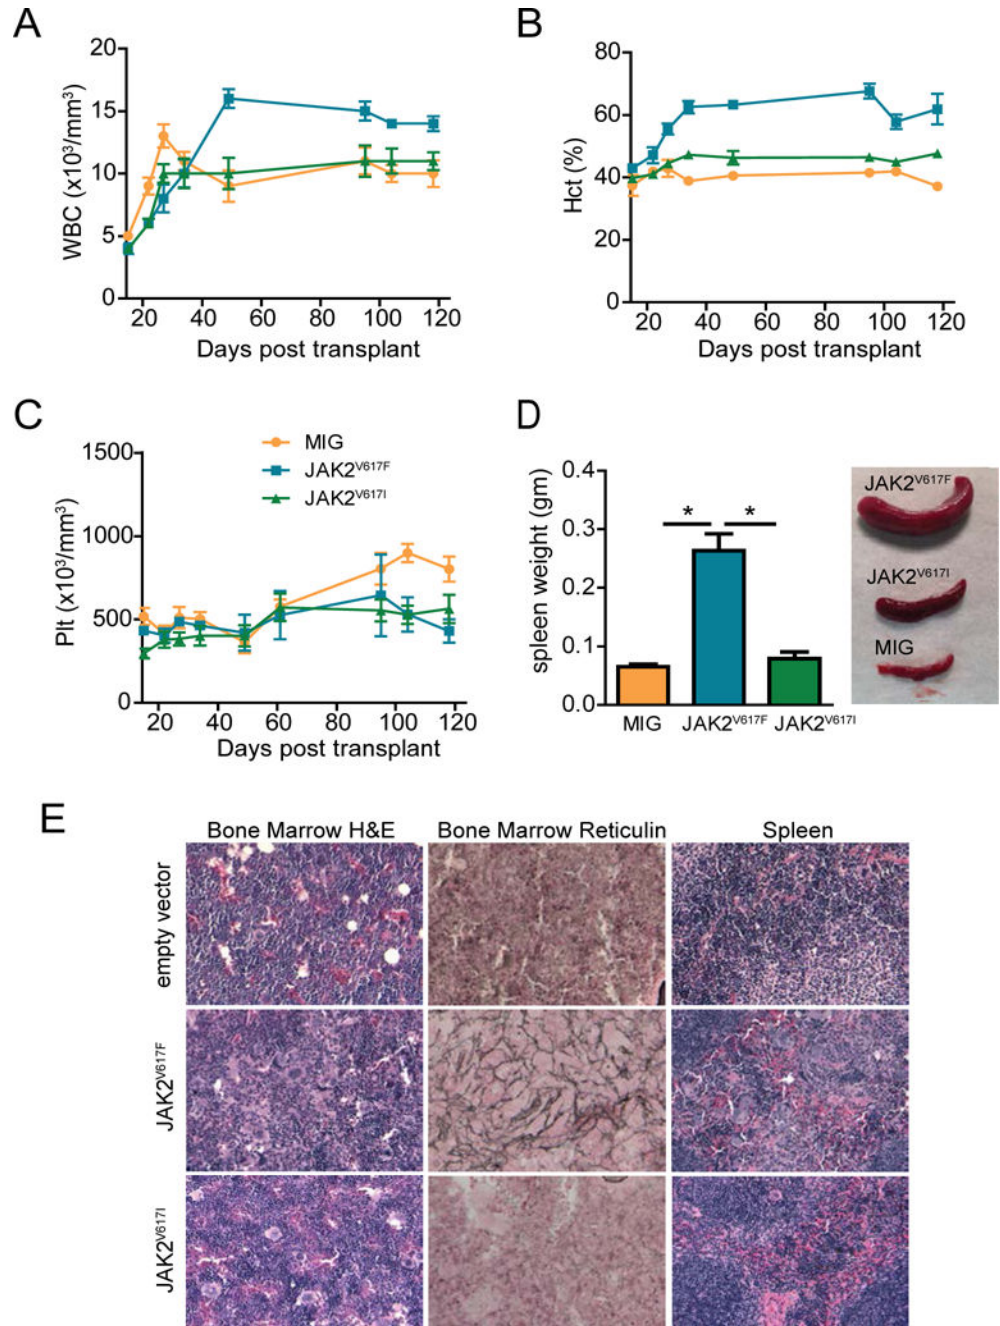 A
WBC (x10³/mm³)
20
15
10
5
0
20 40 60 80 100 120
Days post transplant
B
Hct (%)
80
60
40
20
0
20 40 60 80 100 120
Days post transplant
C
Plt (x10³/mm³)
1500
1000
500
0
MIG
JAK2V617F
JAK2V617I
0 20 40 60 80 100 120
Days post transplant
D
spleen weight (gm)
0.4
0.3
0.2
0.1
0.0
* *
MIG JAK2V617F JAK2V617I
JAK2V617F
JAK2V617I
MIG
E
Bone Marrow H&E Bone Marrow Reticulin Spleen
empty vector
JAK2V617F
JAK2V617I